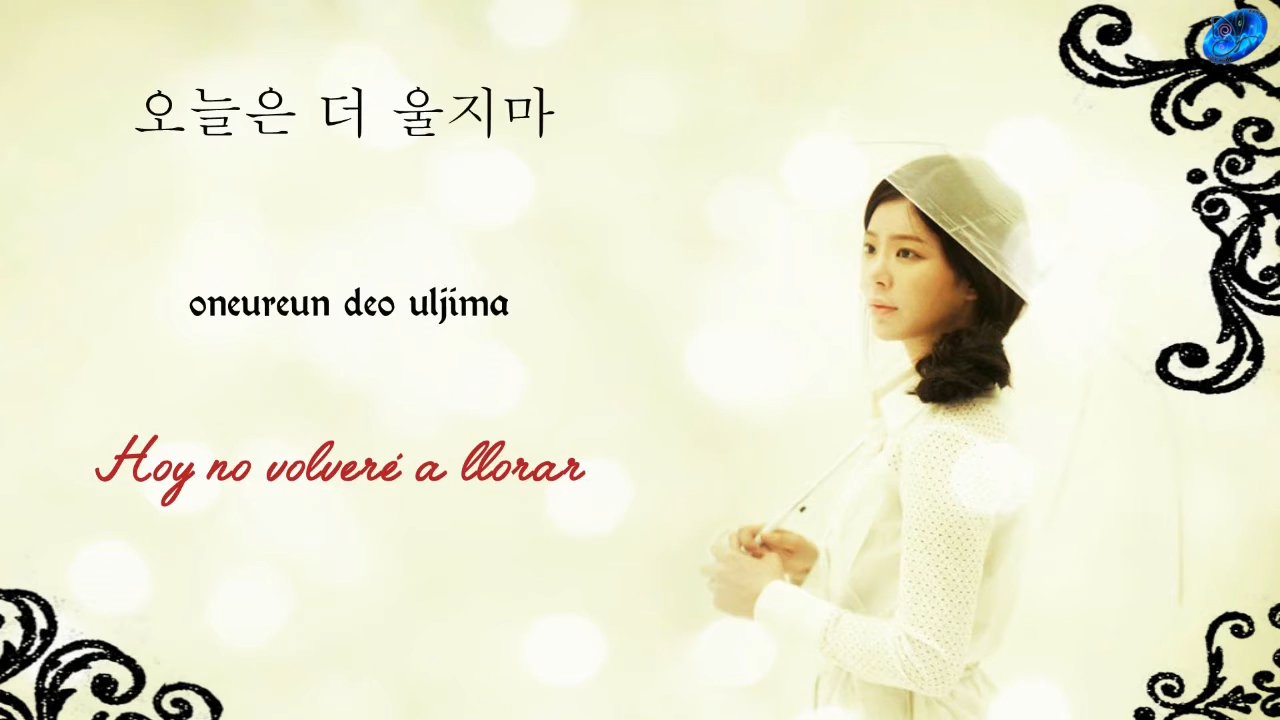 오늘은 더 울지마
oneureun deo uljima
Hoy no volveré a llorar